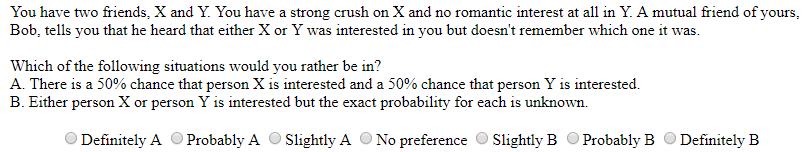 You have two friends, X and Y. You have a strong crush on X and no romantic interest at all in Y. A mutual friend of yours,
Bob, tells you that he heard that either X or Y was interested in you but doesn't remember which one it was.
Which of the following situations would you rather be in?
A. There is a 50% chance that person X is interested and a 50% chance that person Y is interested.
B. Either person X or person Y is interested but the exact probability for each is unknown.
Definitely A Probably A Slightly A No preference Slightly B Probably B Definitely B